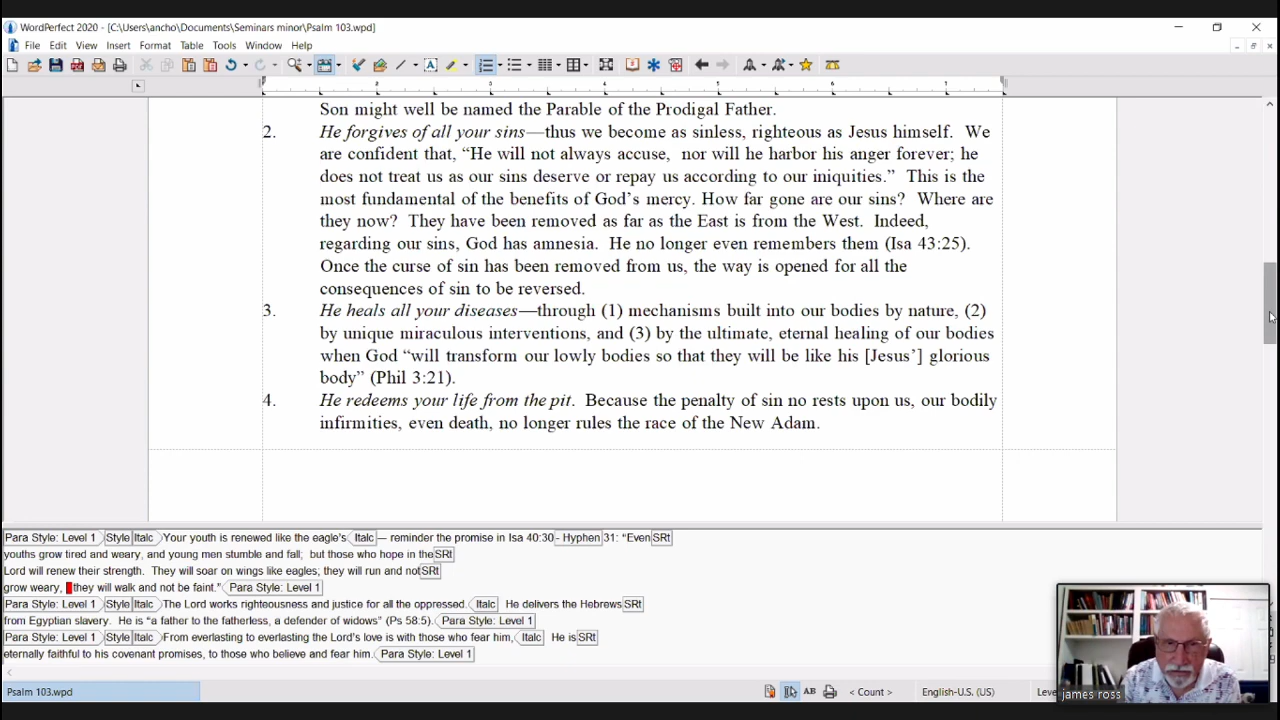 WordPerfect 2020 - [C:\Users\ancho\Documents\Seminars minor\Psalm 103.wpd]
File Edit View Insert Format Table Tools Window Help
Son might well be named the Parable of the Prodigal Father.
2. He forgives of all your sins—thus we become as sinless, righteous as Jesus himself. We
are confident that, “He will not always accuse, nor will he harbor his anger forever; he
does not treat us as our sins deserve or repay us according to our iniquities.” This is the
most fundamental of the benefits of God’s mercy. How far gone are our sins? Where are
they now? They have been removed as far as the East is from the West. Indeed,
regarding our sins, God has amnesia. He no longer even remembers them (Isa 43:25).
Once the curse of sin has been removed from us, the way is opened for all the
consequences of sin to be reversed.
3. He heals all your diseases—through (1) mechanisms built into our bodies by nature, (2)
by unique miraculous interventions, and (3) by the ultimate, eternal healing of our bodies
when God “will transform our lowly bodies so that they will be like his [Jesus’] glorious
body” (Phil 3:21).
4. He redeems your life from the pit. Because the penalty of sin no rests upon us, our bodily
infirmities, even death, no longer rules the race of the New Adam.
Para Style: Level 1 Style Italc Your youth is renewed like the eagle's Italc — reminder the promise in Isa 40:30 - Hyphen 31: “Even SRt
youths grow tired and weary, and young men stumble and fall; but those who hope in the SRt
Lord will renew their strength. They will soar on wings like eagles; they will run and not SRt
grow weary, they will walk and not be faint.” Para Style: Level 1
Para Style: Level 1 Style Italc The Lord works righteousness and justice for all the oppressed. Italc He delivers the Hebrews SRt
from Egyptian slavery. He is “a father to the fatherless, a defender of widows” (Ps 58:5). Para Style: Level 1
Para Style: Level 1 Style Italc From everlasting to everlasting the Lord's love is with those who fear him, Italc He is SRt
eternally faithful to his covenant promises, to those who believe and fear him. Para Style: Level 1
Psalm 103.wpd AB < Count > English-U.S. (US) Leve
james ross